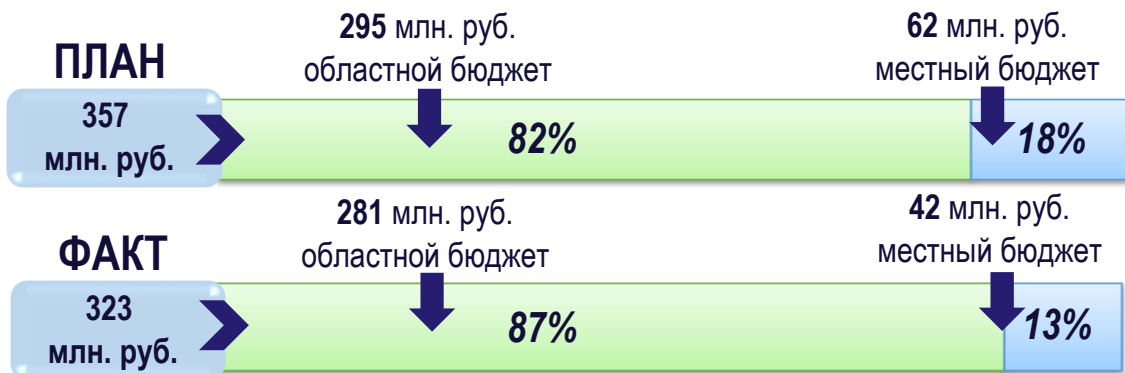 ПЛАН
357
млн. руб.
295 млн. руб.
областной бюджет
62 млн. руб.
местный бюджет
82%
18%
ФАКТ
323
млн. руб.
281 млн. руб.
областной бюджет
42 млн. руб.
местный бюджет
87%
13%